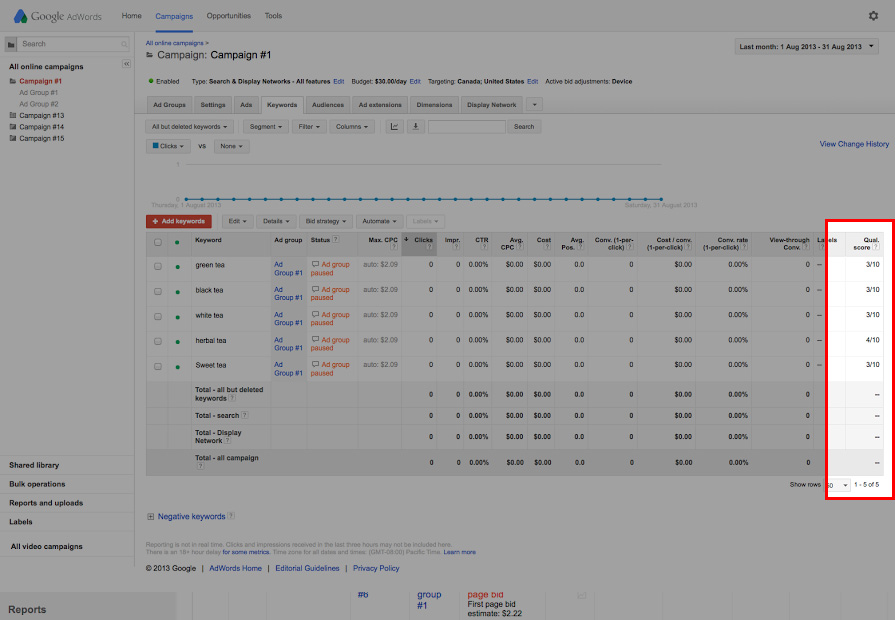 Google AdWords
Home Campaigns Opportunities Tools
Search
All online campaigns
Campaign #1
Ad Group #1
Ad Group #2
Campaign #13
Campaign #14
Campaign #15
Shared library
Bulk operations
Reports and uploads
Labels
All video campaigns
All online campaigns >
Campaign: Campaign #1
Last month: 1 Aug 2013 - 31 Aug 2013
Enabled Type: Search & Display Networks - All features Edit Budget: $30.00/day Edit Targeting: Canada; United States Edit Active bid adjustments: Device
Ad Groups Settings Ads Keywords Audiences Ad extensions Dimensions Display Network
All but deleted keywords Segment Filter Columns Search
Clicks vs None
View Change History
1
0
Thursday, 1 August 2013 Saturday, 31 August 2013
+ Add keywords Edit Details Bid strategy Automate Labels
Keyword Ad group Status ? Max. CPC ? Clicks ? Impr. ? CTR ? Avg. CPC ? Cost ? Avg. Pos. ? Conv. (1-per-click) ? Cost / conv. (1-per-click) ? Conv. rate (1-per-click) ? View-through Conv. ? Labels ? Qual. score ?
green tea Ad Group #1 Ad group paused auto: $2.09 0 0 0.00% $0.00 $0.00 0.0 0 $0.00 0.00% 0 -- 3/10
black tea Ad Group #1 Ad group paused auto: $2.09 0 0 0.00% $0.00 $0.00 0.0 0 $0.00 0.00% 0 -- 3/10
white tea Ad Group #1 Ad group paused auto: $2.09 0 0 0.00% $0.00 $0.00 0.0 0 $0.00 0.00% 0 -- 3/10
herbal tea Ad Group #1 Ad group paused auto: $2.09 0 0 0.00% $0.00 $0.00 0.0 0 $0.00 0.00% 0 -- 4/10
Sweet tea Ad Group #1 Ad group paused auto: $2.09 0 0 0.00% $0.00 $0.00 0.0 0 $0.00 0.00% 0 -- 3/10
Total - all but deleted keywords ? 0 0 0.00% $0.00 $0.00 0.0 0 $0.00 0.00% 0 --
Total - search ? 0 0 0.00% $0.00 $0.00 0.0 0 $0.00 0.00% 0 --
Total - Display Network ? 0 0 0.00% $0.00 $0.00 0.0 0 $0.00 0.00% 0 --
Total - all campaign ? 0 0 0.00% $0.00 $0.00 0.0 0 $0.00 0.00% 0 --
Show rows 50 1 - 5 of 5
Negative keywords ?
Reporting is not in real time. Clicks and impressions received in the last three hours may not be included here.
There is an 18+ hour delay for some metrics. Time zone for all dates and times: (GMT-08:00) Pacific Time. Learn more
© 2013 Google | AdWords Home | Editorial Guidelines | Privacy Policy
Reports
#6
group
#1
page bid
First page bid
estimate: $2.22